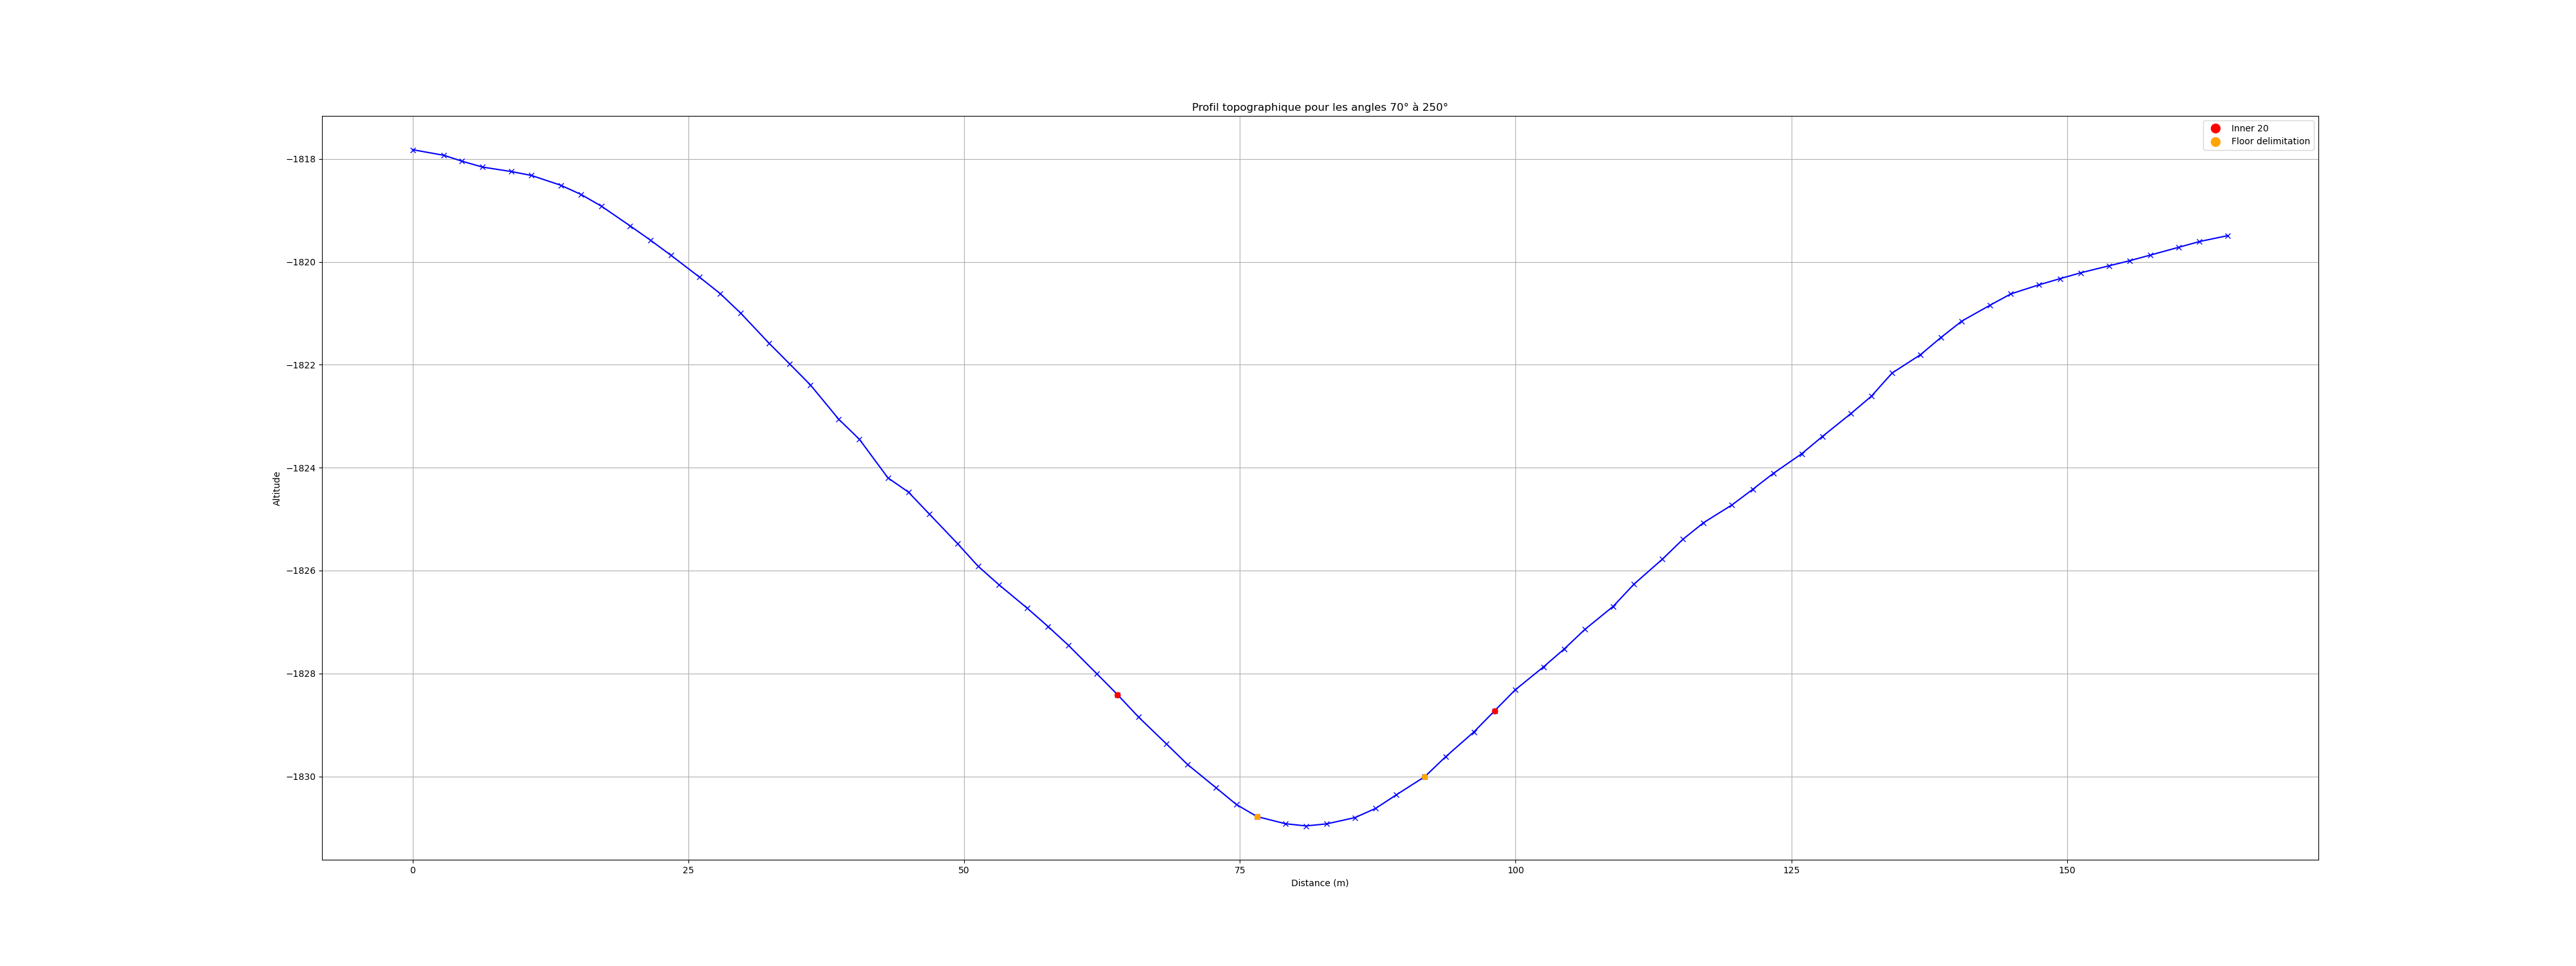 Profil topographique pour les angles 70° à 250°
Inner 20
Floor delimitation
−1818
−1820
−1822
−1824
−1826
−1828
−1830
Altitude
0 25 50 75 100 125 150
Distance (m)